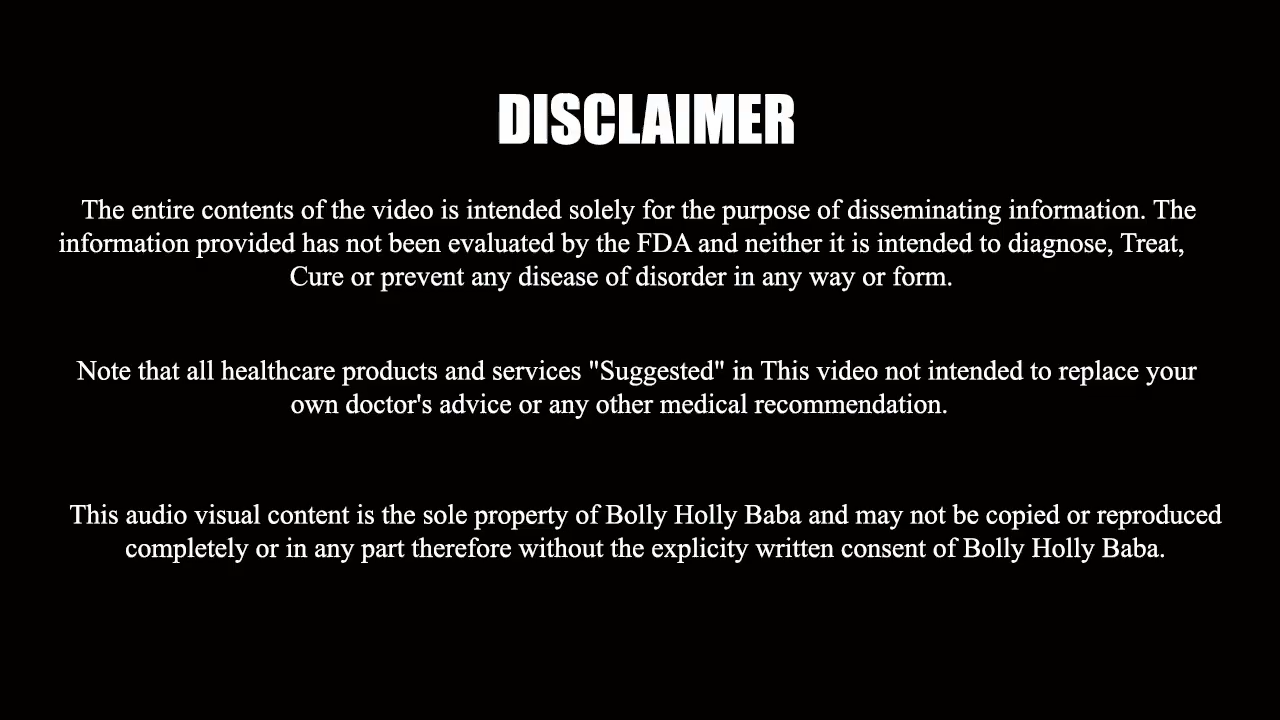 DISCLAIMER
The entire contents of the video is intended solely for the purpose of disseminating information. The
information provided has not been evaluated by the FDA and neither it is intended to diagnose, Treat,
Cure or prevent any disease of disorder in any way or form.
Note that all healthcare products and services "Suggested" in This video not intended to replace your
own doctor's advice or any other medical recommendation.
This audio visual content is the sole property of Bolly Holly Baba and may not be copied or reproduced
completely or in any part therefore without the explicity written consent of Bolly Holly Baba.